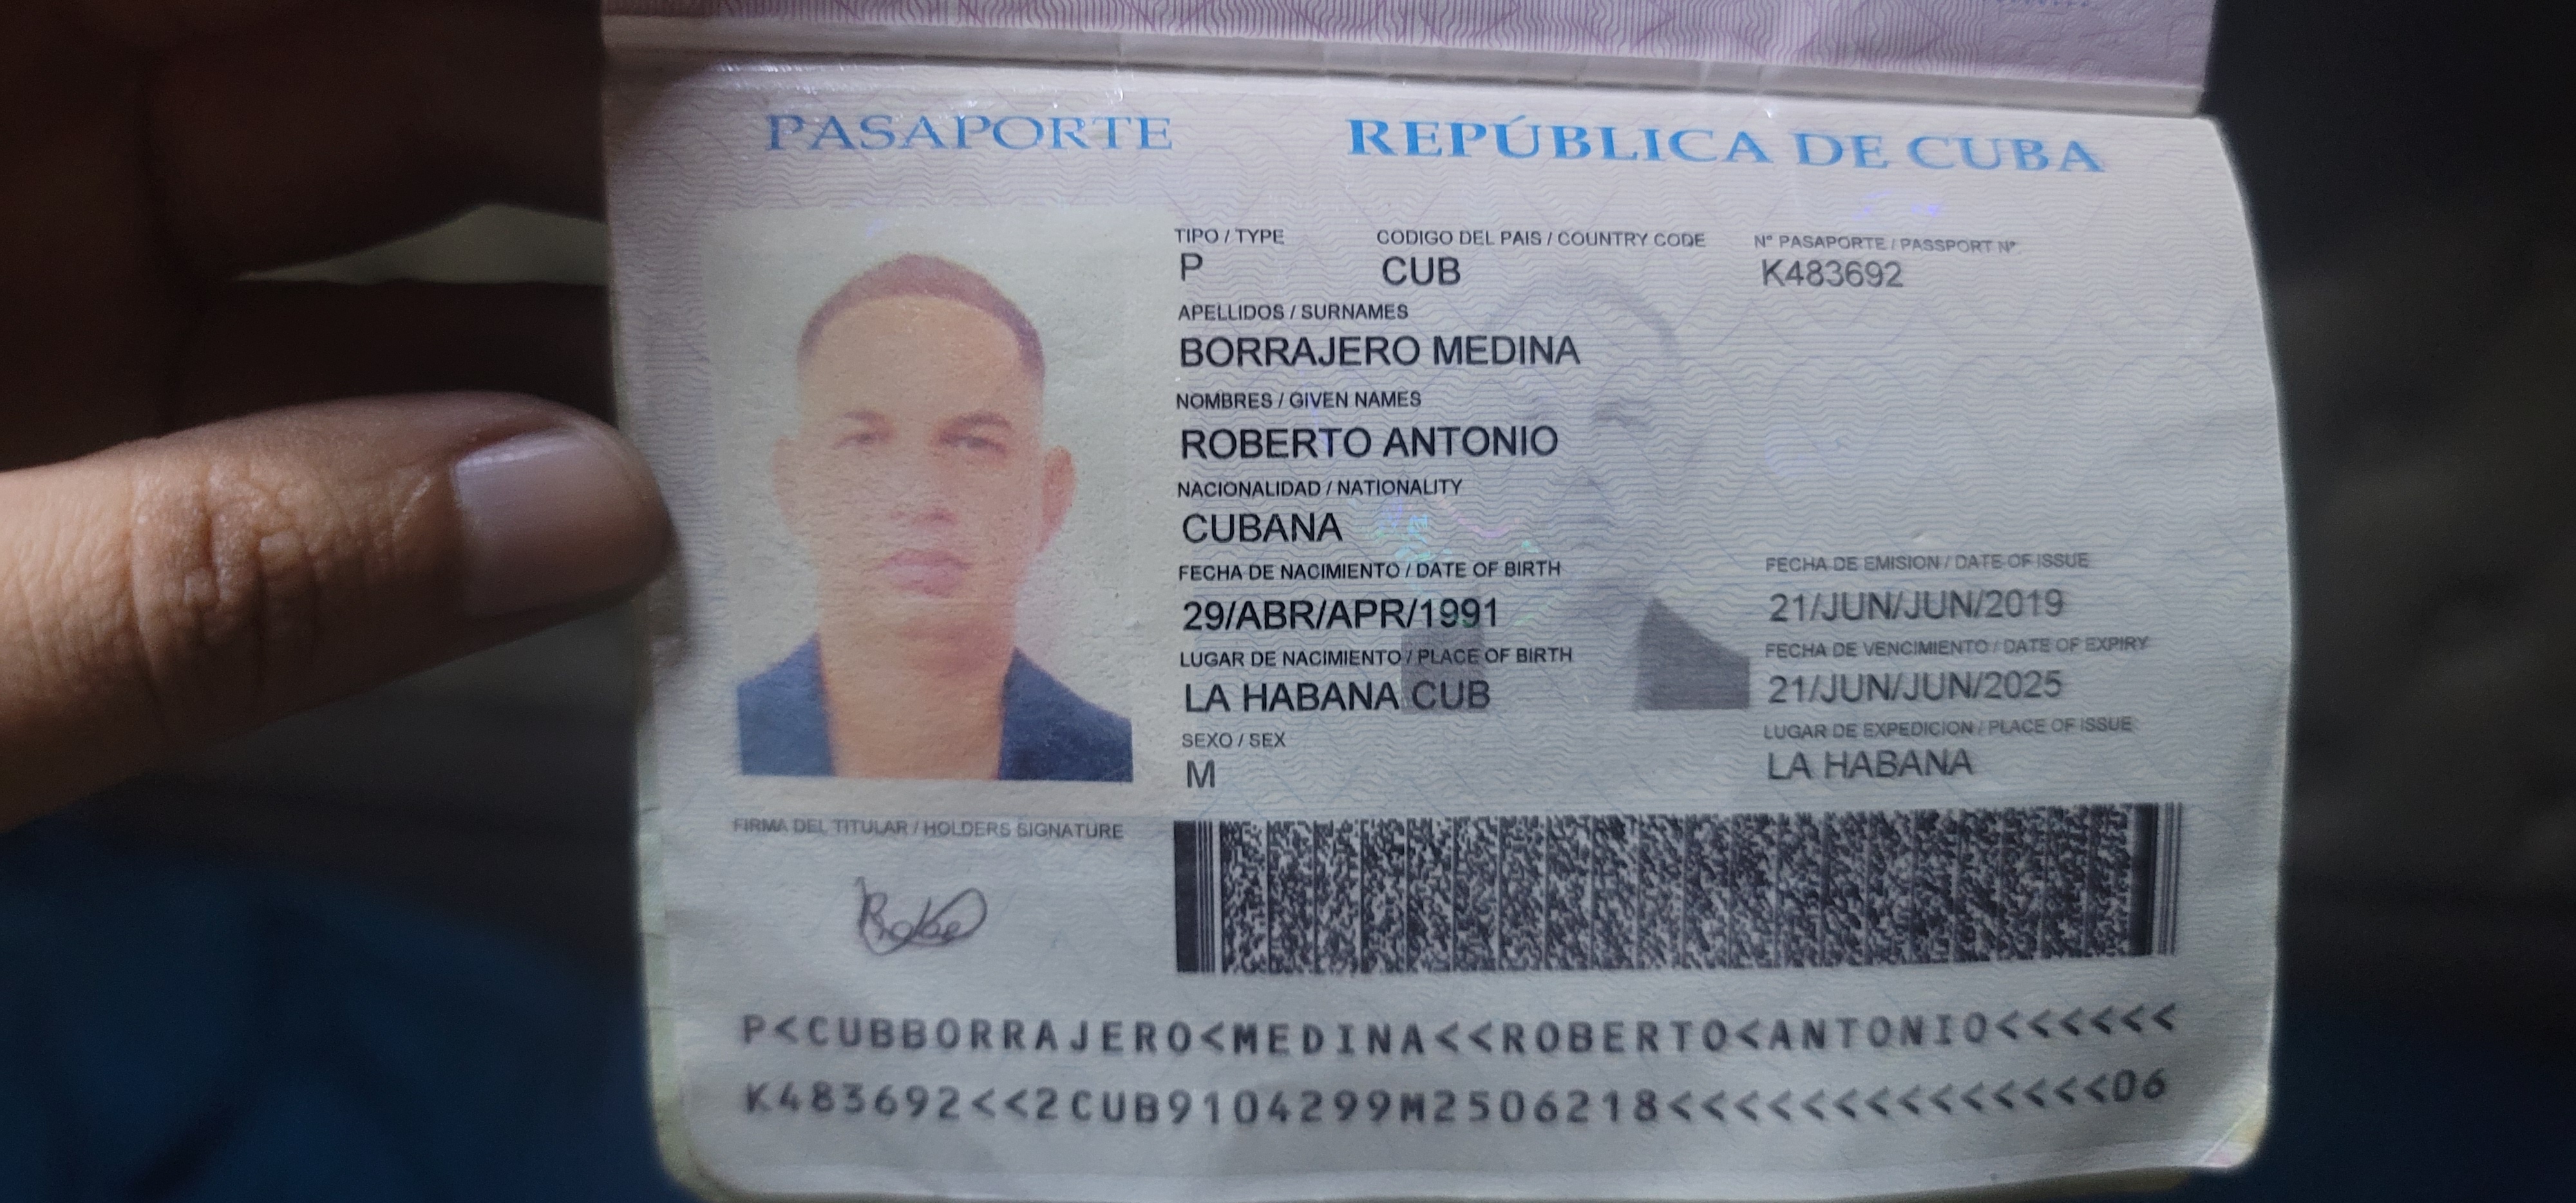 PASAPORTE REPÚBLICA DE CUBA
TIPO / TYPE CODIGO DEL PAIS / COUNTRY CODE Nº PASAPORTE / PASSPORT Nº.
P CUB K483692
APELLIDOS / SURNAMES
BORRAJERO MEDINA
NOMBRES / GIVEN NAMES
ROBERTO ANTONIO
NACIONALIDAD / NATIONALITY
CUBANA
FECHA DE NACIMIENTO / DATE OF BIRTH
29/ABR/APR/1991
LUGAR DE NACIMIENTO / PLACE OF BIRTH
LA HABANA CUB
SEXO / SEX
M
FECHA DE EMISION / DATE OF ISSUE
21/JUN/JUN/2019
FECHA DE VENCIMIENTO / DATE OF EXPIRY
21/JUN/JUN/2025
LUGAR DE EXPEDICION / PLACE OF ISSUE
LA HABANA
FIRMA DEL TITULAR / HOLDERS SIGNATURE
P<CUBBORRAJERO<MEDINA<<ROBERTO<ANTONIO<<<<<<
K483692<<2CUB9104299M2506218<<<<<<<<<<<<<<06